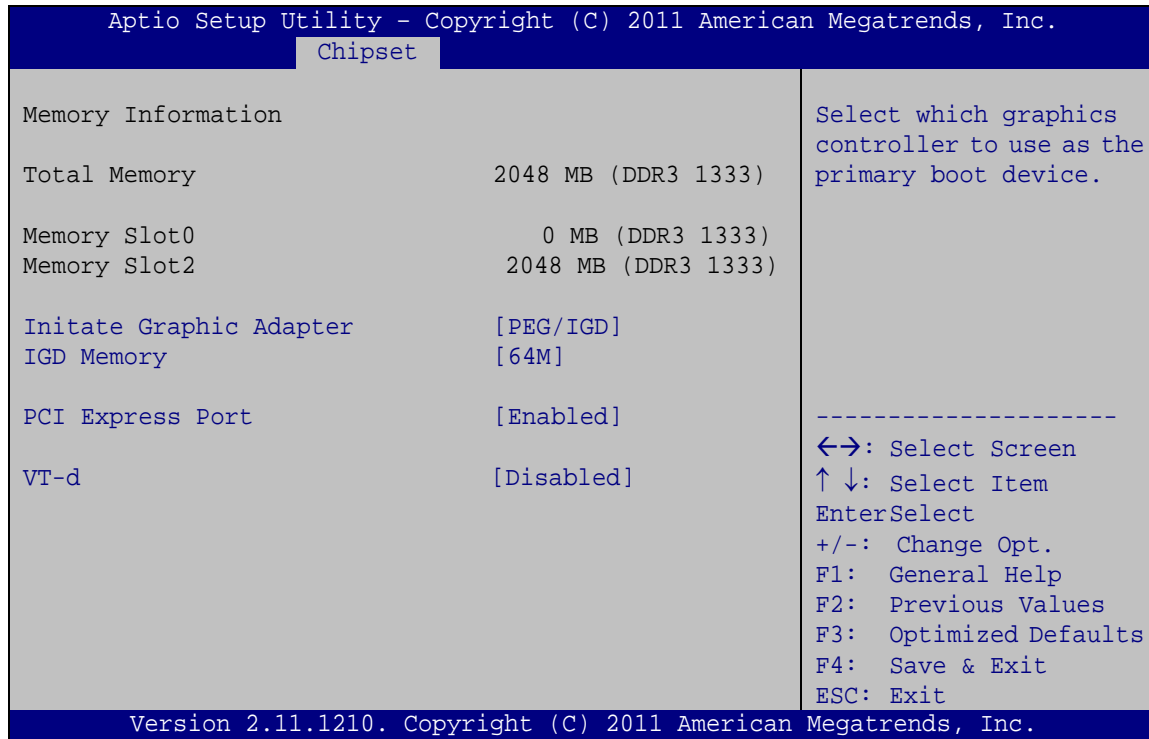 Aptio Setup Utility – Copyright (C) 2011 American Megatrends, Inc.
Chipset
Memory Information
Total Memory 2048 MB (DDR3 1333)
Memory Slot0 0 MB (DDR3 1333)
Memory Slot2 2048 MB (DDR3 1333)
Initate Graphic Adapter [PEG/IGD]
IGD Memory [64M]
PCI Express Port [Enabled]
VT-d [Disabled]
Select which graphics
controller to use as the
primary boot device.
---------------------
←→: Select Screen
↑ ↓: Select Item
EnterSelect
+/-: Change Opt.
F1: General Help
F2: Previous Values
F3: Optimized Defaults
F4: Save & Exit
ESC: Exit
Version 2.11.1210. Copyright (C) 2011 American Megatrends, Inc.